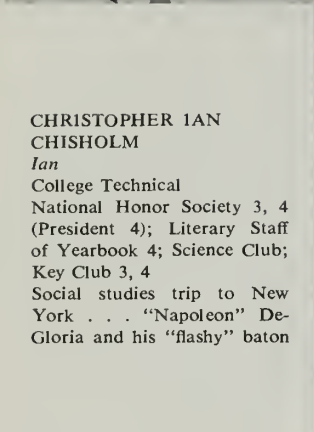 CHRISTOPHER 1AN
CHISHOLM
Ian
College Technical
National Honor Society 3, 4
(President 4); Literary Staff
of Yearbook 4; Science Club;
Key Club 3, 4
Social studies trip to New
York . . . “Napoleon” De-
Gloria and his “flashy” baton